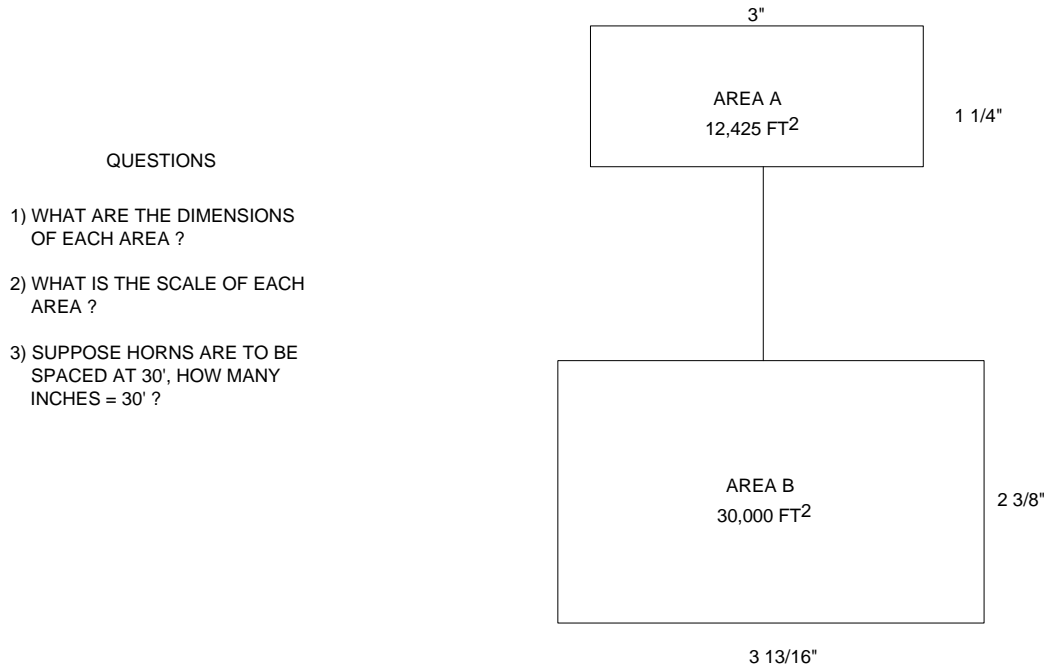 QUESTIONS
1) WHAT ARE THE DIMENSIONS
OF EACH AREA ?
2) WHAT IS THE SCALE OF EACH
AREA ?
3) SUPPOSE HORNS ARE TO BE
SPACED AT 30', HOW MANY
INCHES = 30' ?
3"
AREA A
12,425 FT2
1 1/4"
AREA B
30,000 FT2
2 3/8"
3 13/16"